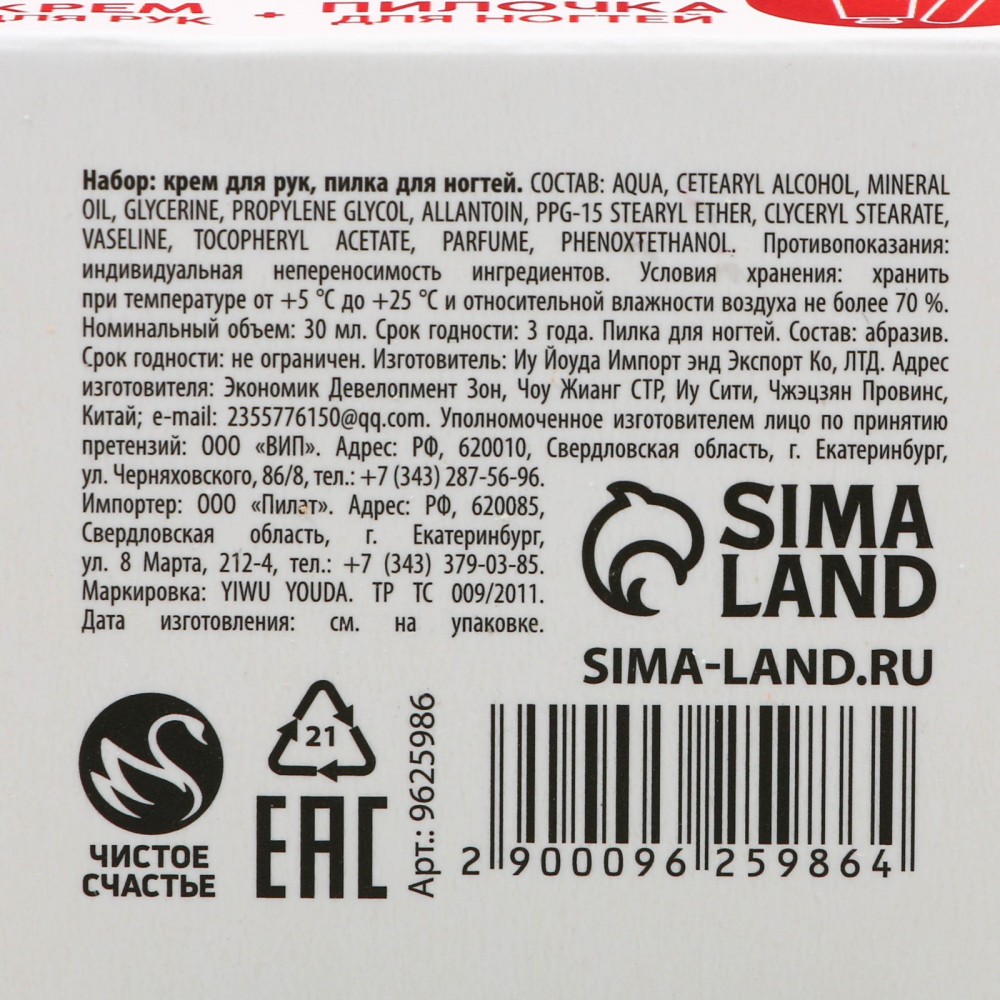 КРЕМ + ПИЛОЧКА
ДЛЯ РУК ДЛЯ НОГТЕЙ
Набор: крем для рук, пилка для ногтей. СОСТАВ: AQUA, CETEARYL ALCOHOL, MINERAL
OIL, GLYCERINE, PROPYLENE GLYCOL, ALLANTOIN, PPG-15 STEARYL ETHER, CLYCERYL STEARATE,
VASELINE, TOCOPHERYL ACETATE, PARFUME, PHENOXTETHANOL. Противопоказания:
индивидуальная непереносимость ингредиентов. Условия хранения: хранить
при температуре от +5 °С до +25 °С и относительной влажности воздуха не более 70 %.
Номинальный объем: 30 мл. Срок годности: 3 года. Пилка для ногтей. Состав: абразив.
Срок годности: не ограничен. Изготовитель: Иу Йоуда Импорт энд Экспорт Ко, ЛТД. Адрес
изготовителя: Экономик Девелопмент Зон, Чоу Жианг СТР, Иу Сити, Чжэцзян Провинс,
Китай; e-mail: 2355776150@qq.com. Уполномоченное изготовителем лицо по принятию
претензий: ООО «ВИП». Адрес: РФ, 620010, Свердловская область, г. Екатеринбург,
ул. Черняховского, 86/8, тел.: +7 (343) 287-56-96.
Импортер: ООО «Пилат». Адрес: РФ, 620085,
Свердловская область, г. Екатеринбург,
ул. 8 Марта, 212-4, тел.: +7 (343) 379-03-85.
Маркировка: YIWU YOUDA. ТР ТС 009/2011.
Дата изготовления: см. на упаковке.
SIMA
LAND
SIMA-LAND.RU
ЧИСТОЕ
СЧАСТЬЕ
21
EAC
Арт.: 9625986
2 900096 259864